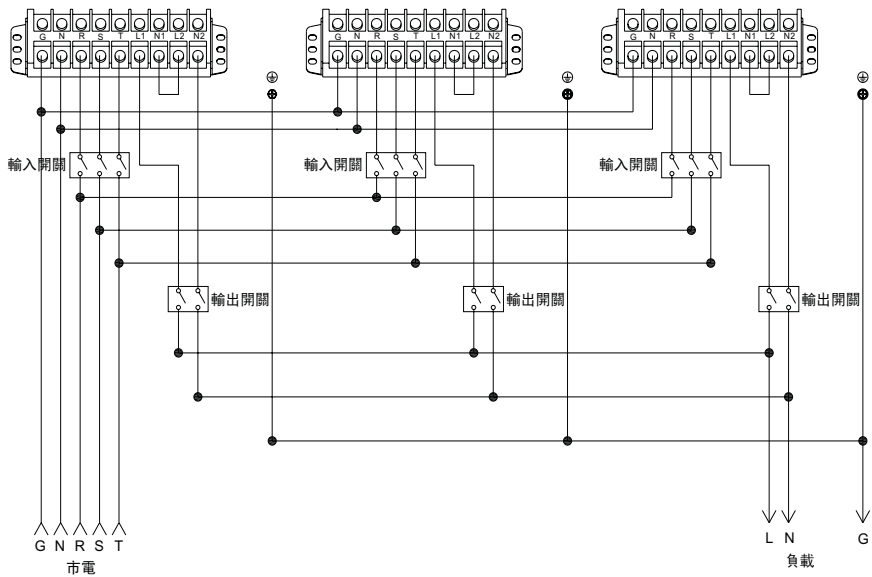 G N R S T L1 N1 L2 N2
G N R S T L1 N1 L2 N2
G N R S T L1 N1 L2 N2
輸入開關
輸入開關
輸入開關
輸出開關
輸出開關
輸出開關
G N R S T
市電
L N
負載
G